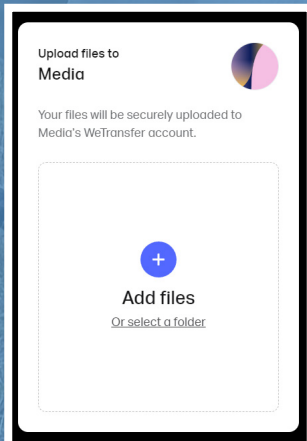 Upload files to
Media
Your files will be securely uploaded to
Media's WeTransfer account.
Add files
Or select a folder